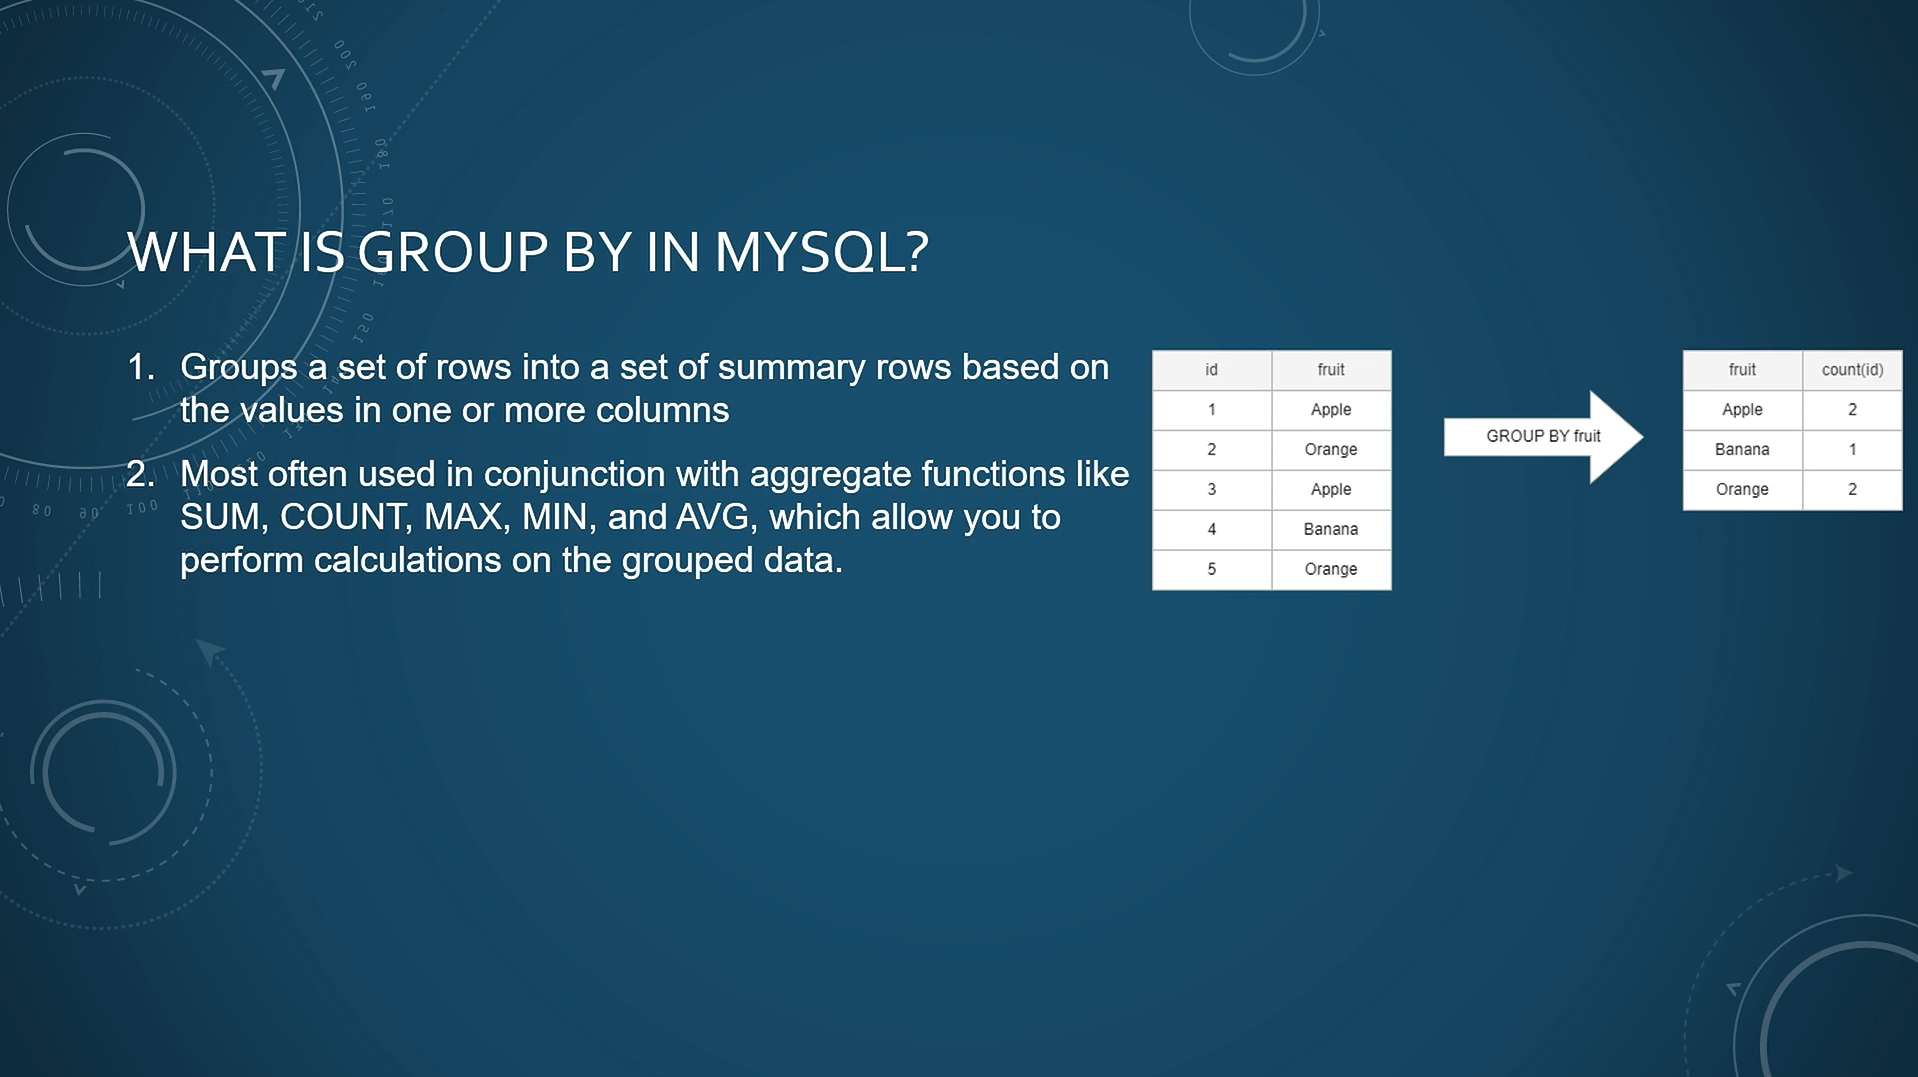 WHAT IS GROUP BY IN MYSQL?
1. Groups a set of rows into a set of summary rows based on
the values in one or more columns
2. Most often used in conjunction with aggregate functions like
SUM, COUNT, MAX, MIN, and AVG, which allow you to
perform calculations on the grouped data.
id fruit
1 Apple
2 Orange
3 Apple
4 Banana
5 Orange
GROUP BY fruit
fruit count(id)
Apple 2
Banana 1
Orange 2